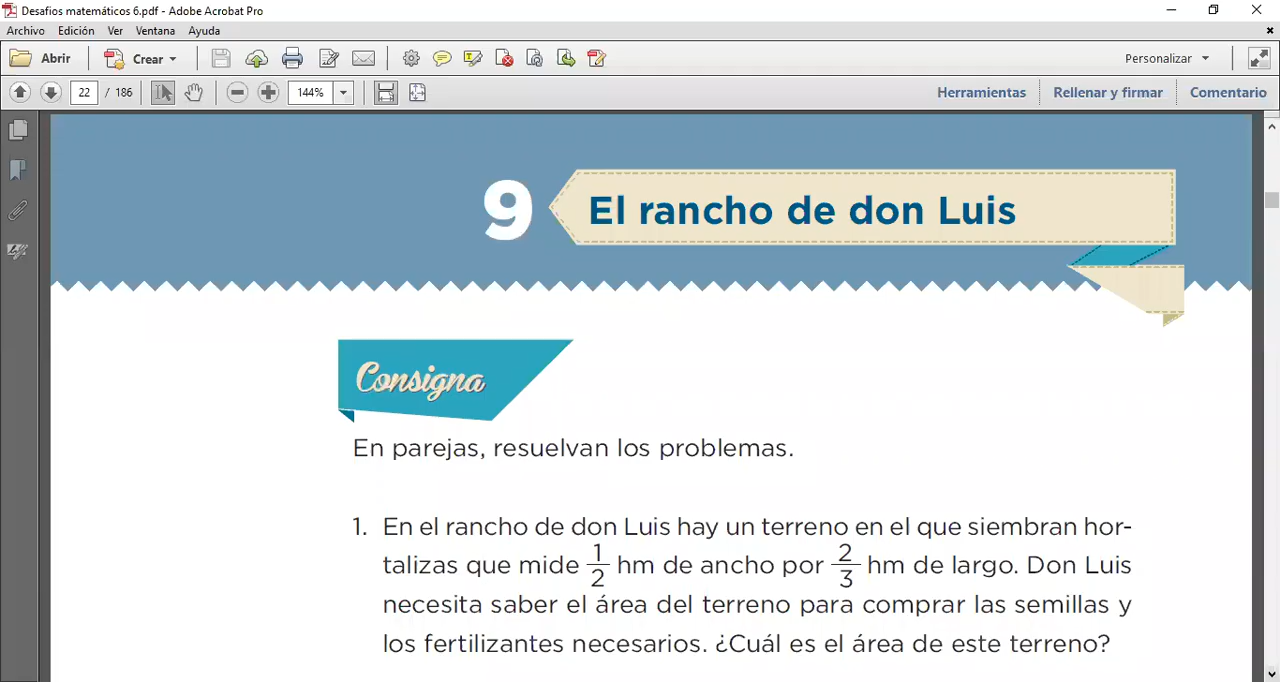 Desafios matemáticos 6.pdf - Adobe Acrobat Pro
Archivo Edición Ver Ventana Ayuda
Abrir Crear Personalizar
22 / 186 144% Herramientas Rellenar y firmar Comentario
9 El rancho de don Luis
Consigna
En parejas, resuelvan los problemas.
1. En el rancho de don Luis hay un terreno en el que siembran hor-
talizas que mide 1/2 hm de ancho por 2/3 hm de largo. Don Luis
necesita saber el área del terreno para comprar las semillas y
los fertilizantes necesarios. ¿Cuál es el área de este terreno?